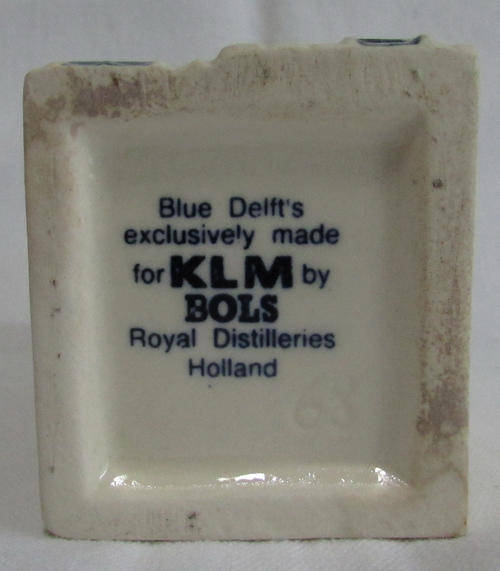 Blue Delft's
exclusively made
for KLM by
BOLS
Royal Distilleries
Holland